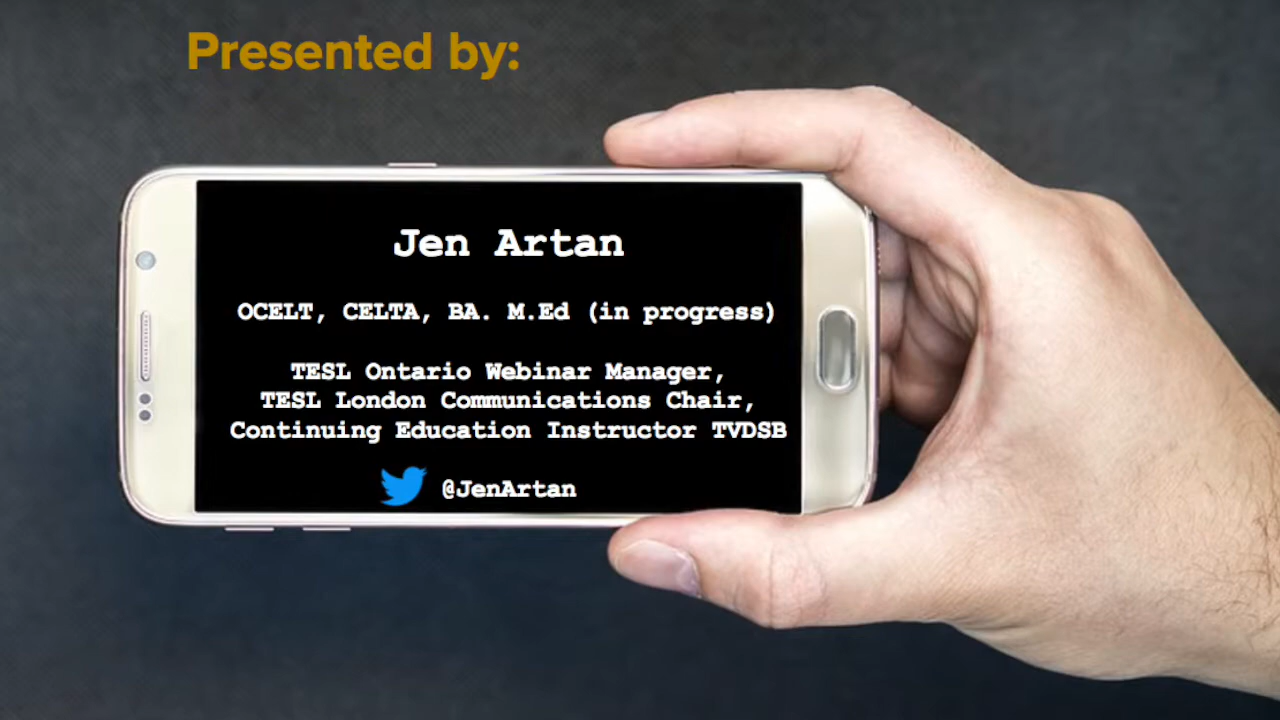 Presented by:
Jen Artan
OCELT, CELTA, BA. M.Ed (in progress)
TESL Ontario Webinar Manager,
TESL London Communications Chair,
Continuing Education Instructor TVDSB
@JenArtan